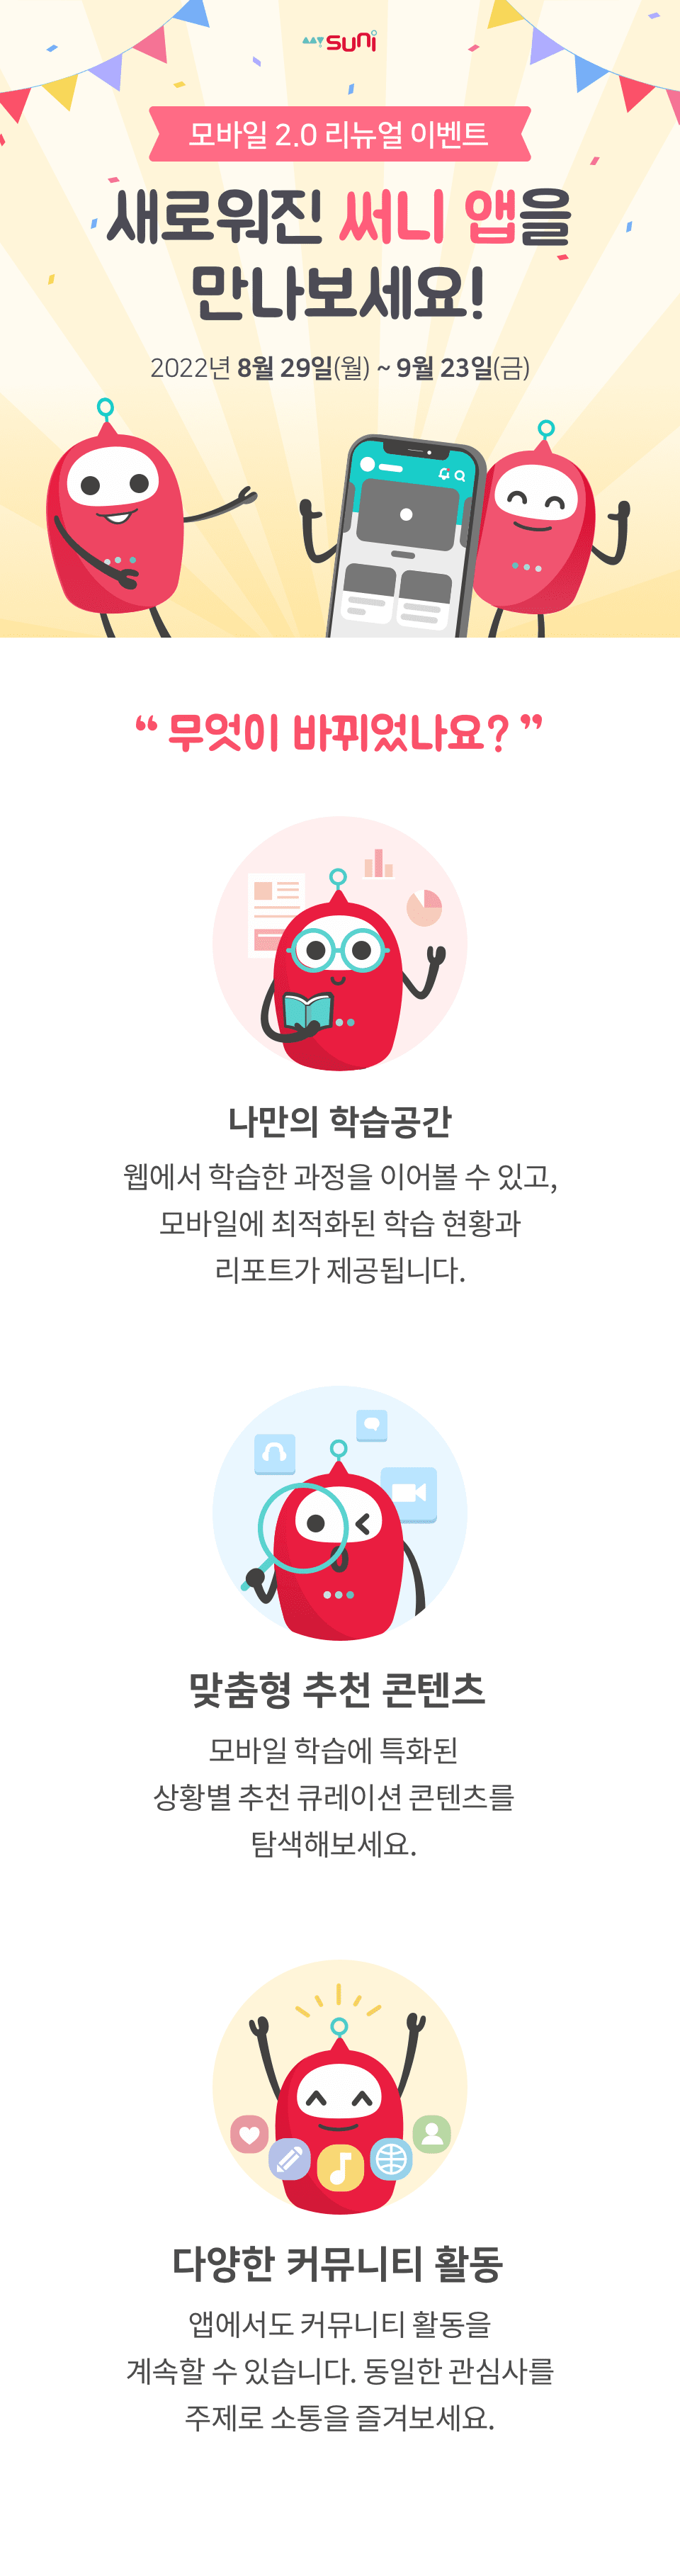 mySUNI
모바일 2.0 리뉴얼 이벤트
새로워진 써니 앱을
만나보세요!
2022년 8월 29일(월) ~ 9월 23일(금)
“ 무엇이 바뀌었나요? ”
나만의 학습공간
웹에서 학습한 과정을 이어볼 수 있고,
모바일에 최적화된 학습 현황과
리포트가 제공됩니다.
맞춤형 추천 콘텐츠
모바일 학습에 특화된
상황별 추천 큐레이션 콘텐츠를
탐색해보세요.
다양한 커뮤니티 활동
앱에서도 커뮤니티 활동을
계속할 수 있습니다. 동일한 관심사를
주제로 소통을 즐겨보세요.